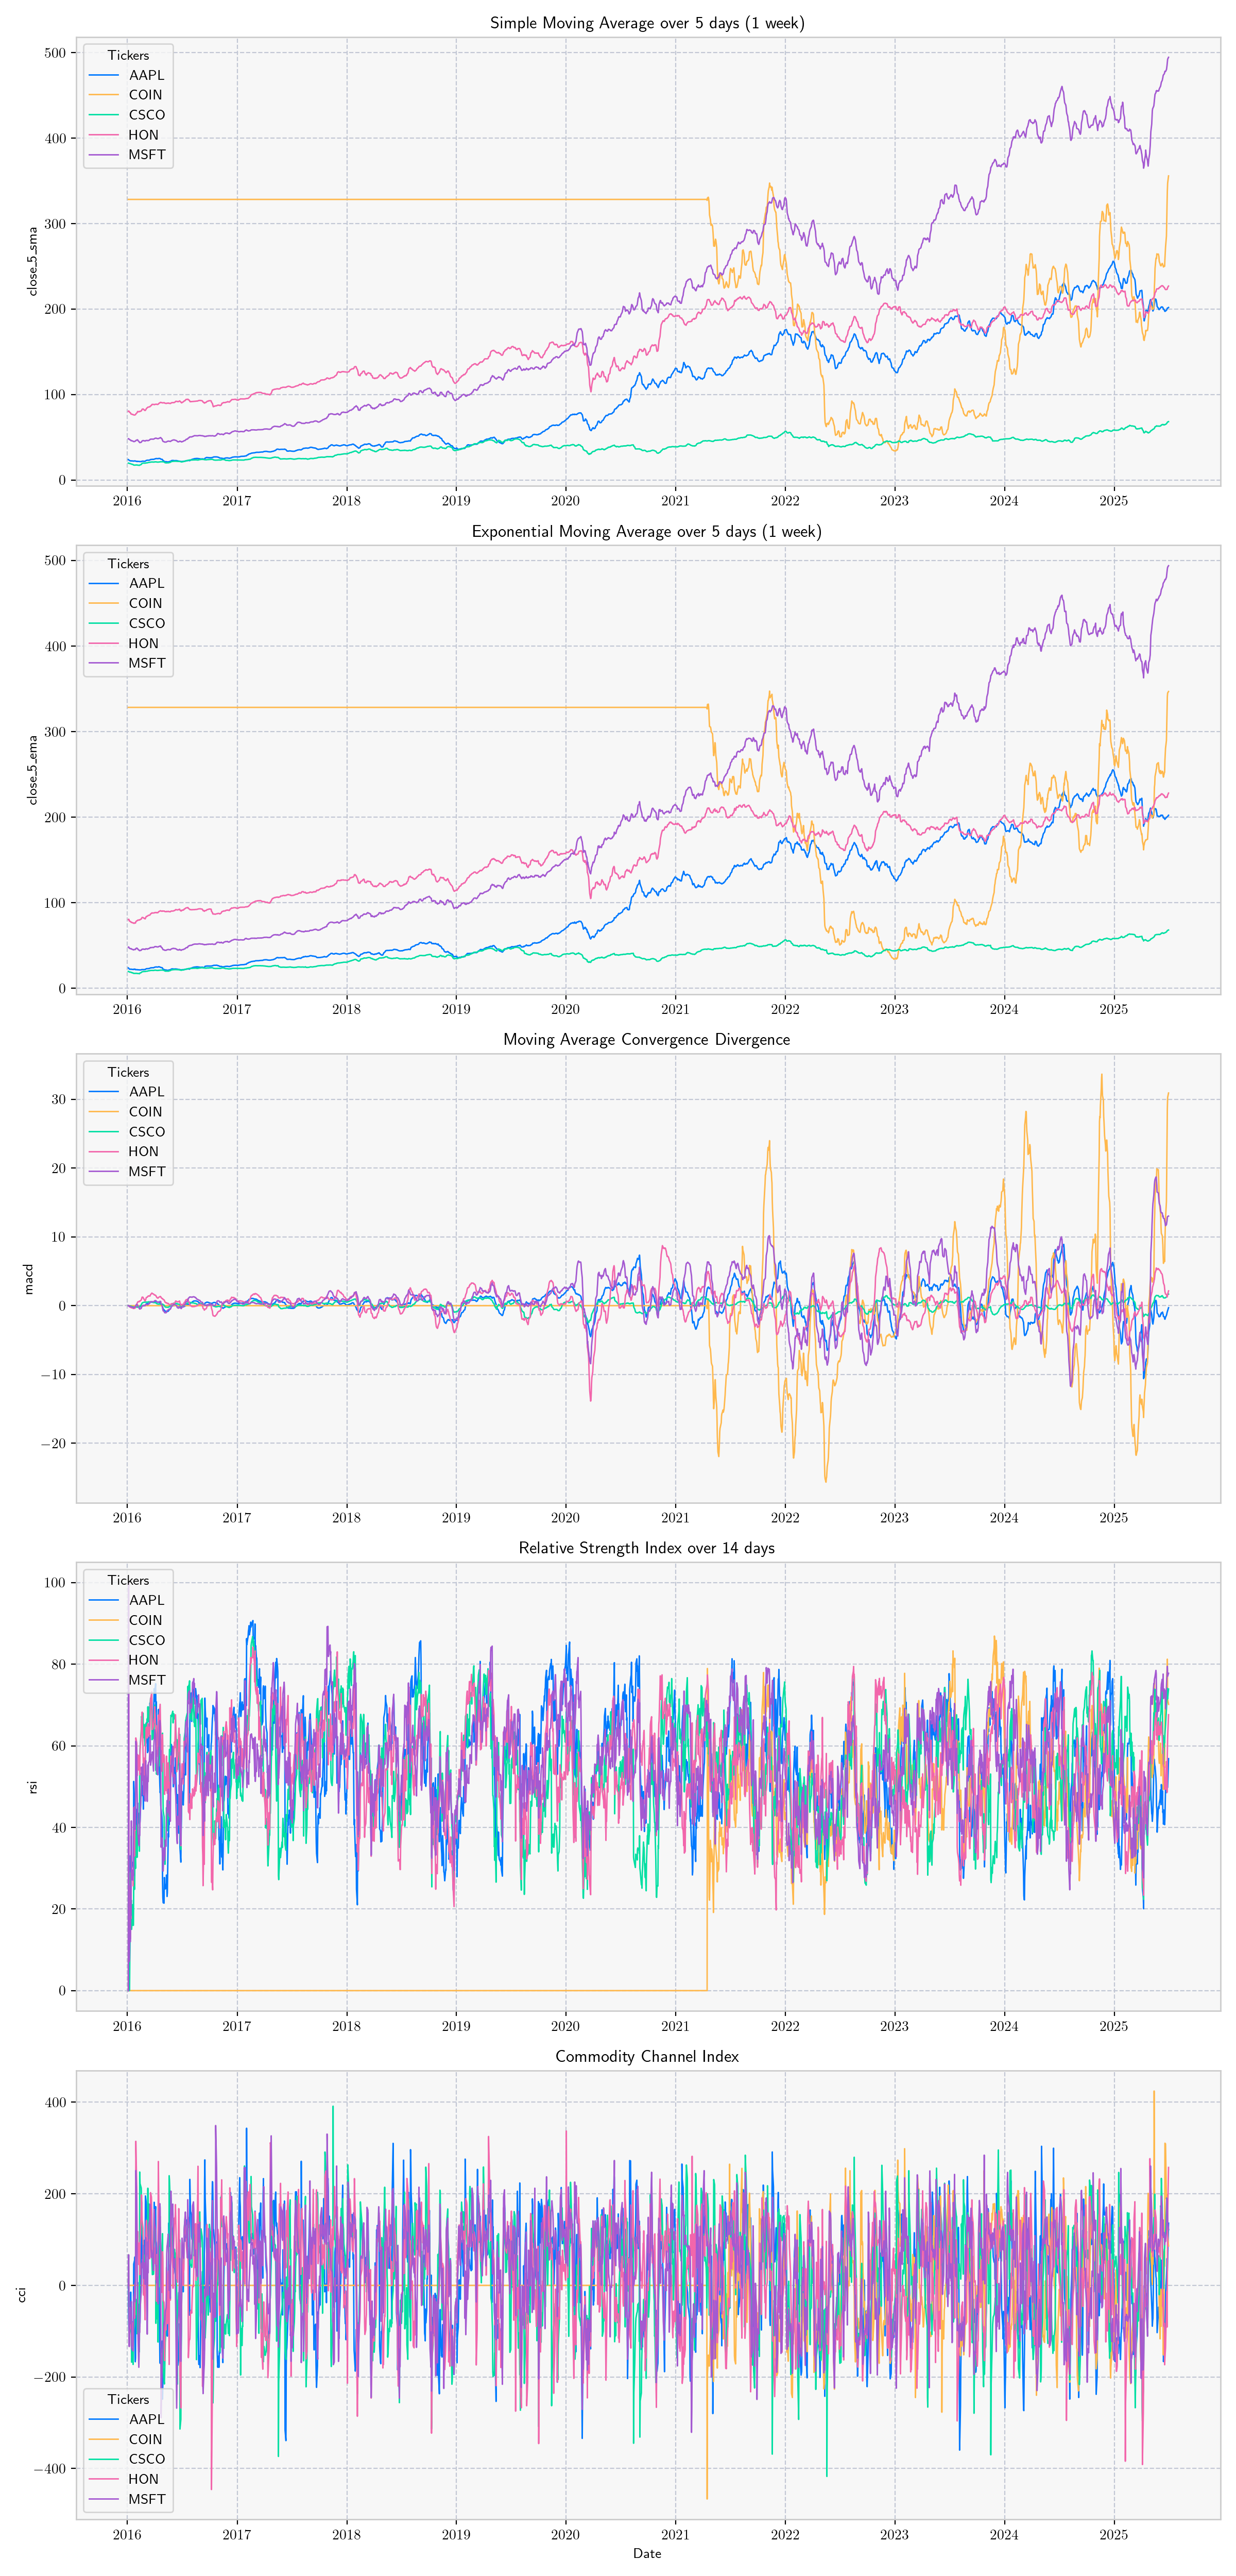 Simple Moving Average over 5 days (1 week)
Tickers
AAPL
COIN
CSCO
HON
MSFT
close_5_sma
500
400
300
200
100
0
2016 2017 2018 2019 2020 2021 2022 2023 2024 2025
Exponential Moving Average over 5 days (1 week)
Tickers
AAPL
COIN
CSCO
HON
MSFT
close_5_ema
500
400
300
200
100
0
2016 2017 2018 2019 2020 2021 2022 2023 2024 2025
Moving Average Convergence Divergence
Tickers
AAPL
COIN
CSCO
HON
MSFT
macd
30
20
10
0
−10
−20
2016 2017 2018 2019 2020 2021 2022 2023 2024 2025
Relative Strength Index over 14 days
Tickers
AAPL
COIN
CSCO
HON
MSFT
rsi
100
80
60
40
20
0
2016 2017 2018 2019 2020 2021 2022 2023 2024 2025
Commodity Channel Index
cci
400
200
0
−200
−400
Tickers
AAPL
COIN
CSCO
HON
MSFT
2016 2017 2018 2019 2020 2021 2022 2023 2024 2025
Date